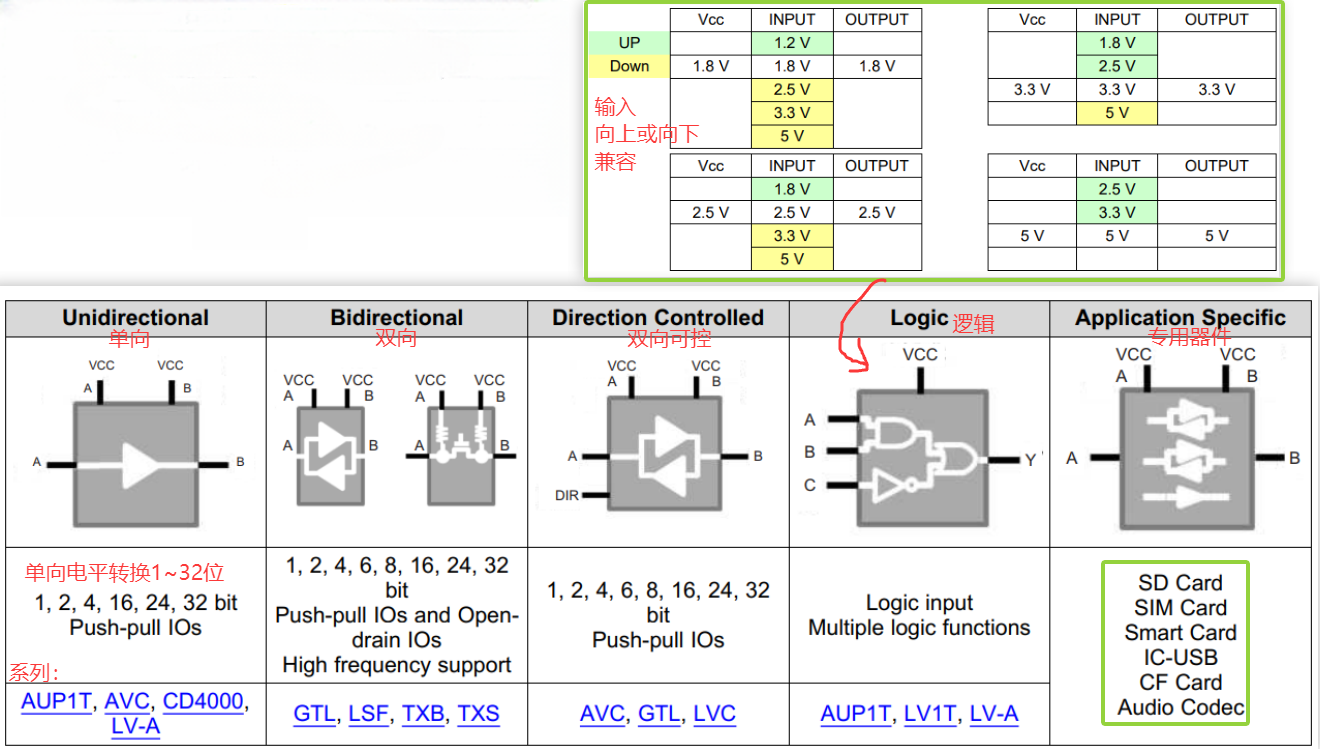 Vcc INPUT OUTPUT
UP 1.2 V
Down 1.8 V 1.8 V 1.8 V
2.5 V
3.3 V
5 V
输入
向上或向下
兼容
Vcc INPUT OUTPUT
1.8 V
2.5 V
3.3 V 3.3 V 3.3 V
5 V
Vcc INPUT OUTPUT
1.8 V
2.5 V 2.5 V 2.5 V
3.3 V
5 V
Vcc INPUT OUTPUT
2.5 V
3.3 V
5 V 5 V 5 V
Unidirectional
单向
VCC VCC
A B
A B
单向电平转换1~32位
1, 2, 4, 16, 24, 32 bit
Push-pull IOs
系列:
AUP1T, AVC, CD4000,
LV-A
Bidirectional
双向
VCC VCC
A B
A B
VCC VCC
A B
A B
1, 2, 4, 6, 8, 16, 24, 32
bit
Push-pull IOs and Open-
drain IOs
High frequency support
GTL, LSF, TXB, TXS
Direction Controlled
双向可控
VCC VCC
A B
A B
DIR
1, 2, 4, 6, 8, 16, 24, 32
bit
Push-pull IOs
AVC, GTL, LVC
Logic 逻辑
VCC
A
B
C
Y
Logic input
Multiple logic functions
AUP1T, LV1T, LV-A
Application Specific
专用器件
VCC VCC
A B
A B
SD Card
SIM Card
Smart Card
IC-USB
CF Card
Audio Codec